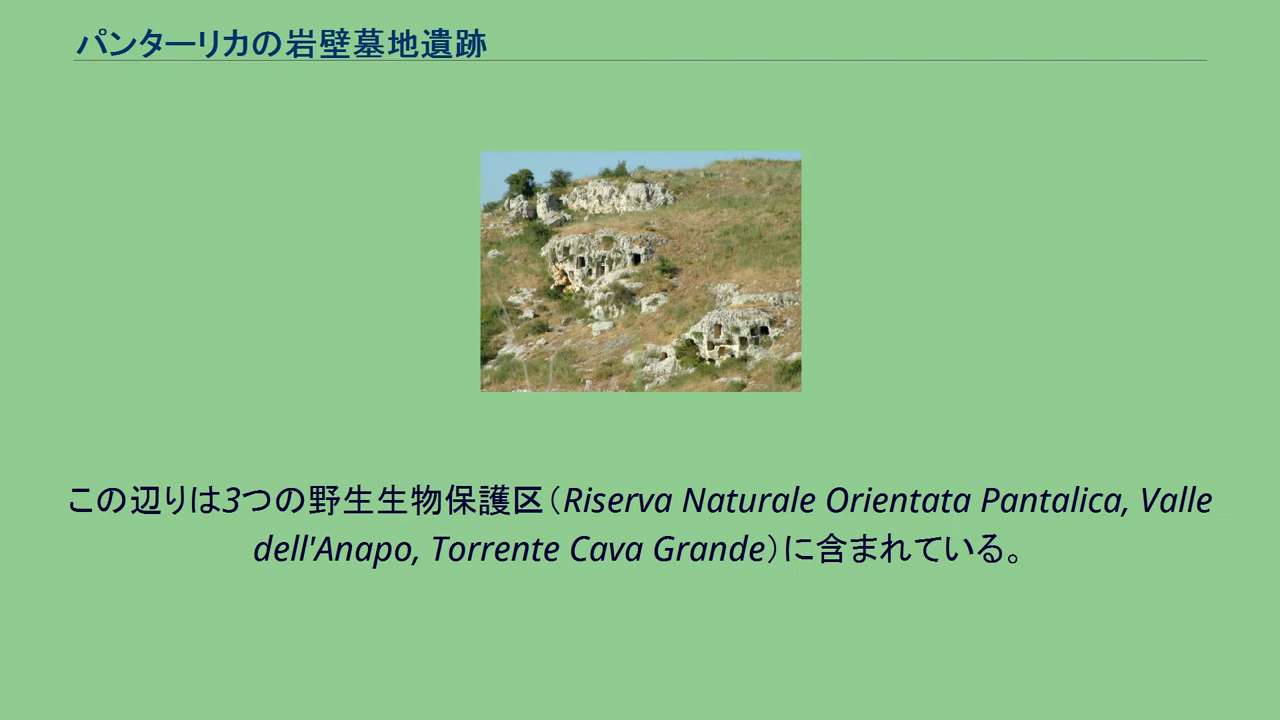 パンターリカの岩壁墓地遺跡
この辺りは3つの野生生物保護区（Riserva Naturale Orientata Pantalica, Valle
dell'Anapo, Torrente Cava Grande）に含まれている。